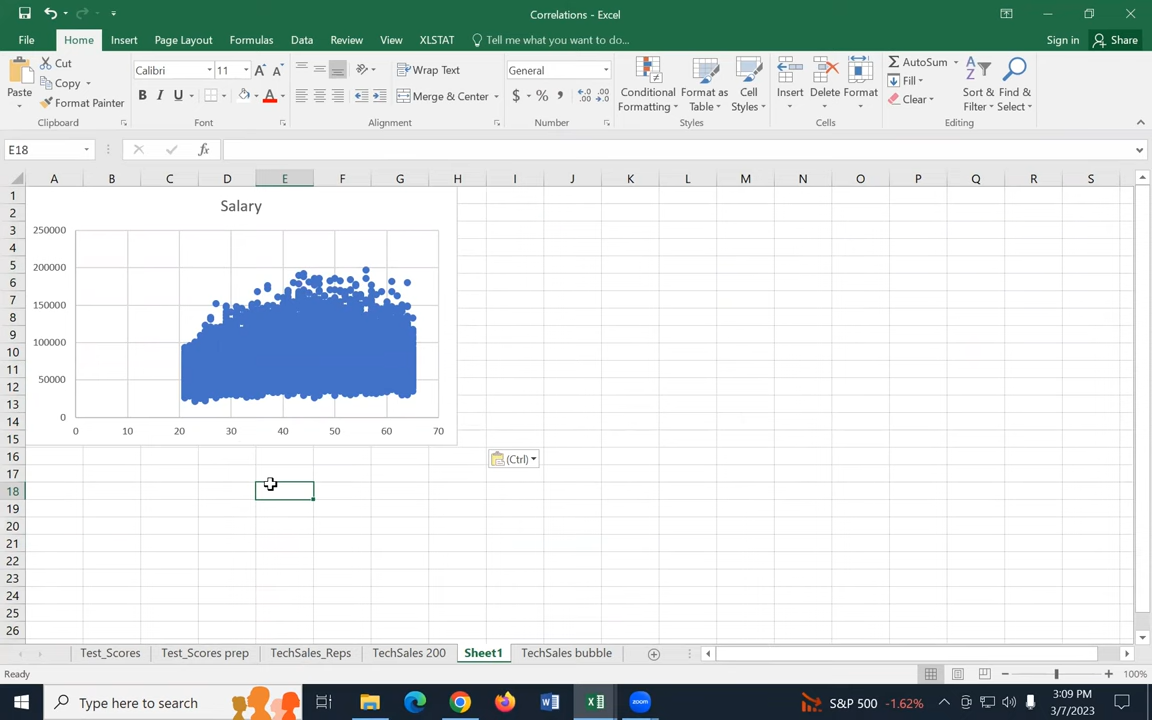 Correlations - Excel
File Home Insert Page Layout Formulas Data Review View XLSTAT Tell me what you want to do... Sign in Share
Paste Cut Copy Format Painter
Calibri 11 B I U A
Wrap Text Merge & Center
General $ % ,
Conditional Formatting Format as Table Cell Styles
Insert Delete Format
AutoSum Fill Clear Sort & Filter Find & Select
Clipboard Font Alignment Number Styles Cells Editing
E18 fx
A B C D E F G H I J K L M N O P Q R S
1
2
3
4
5
6
7
8
9
10
11
12
13
14
15
16
17
18
19
20
21
22
23
24
25
26
Salary
250000
200000
150000
100000
50000
0
0 10 20 30 40 50 60 70
(Ctrl)
Test_Scores Test_Scores prep TechSales_Reps TechSales 200 Sheet1 TechSales bubble
Ready 100%
Type here to search S&P 500 -1.62% 3:09 PM
3/7/2023